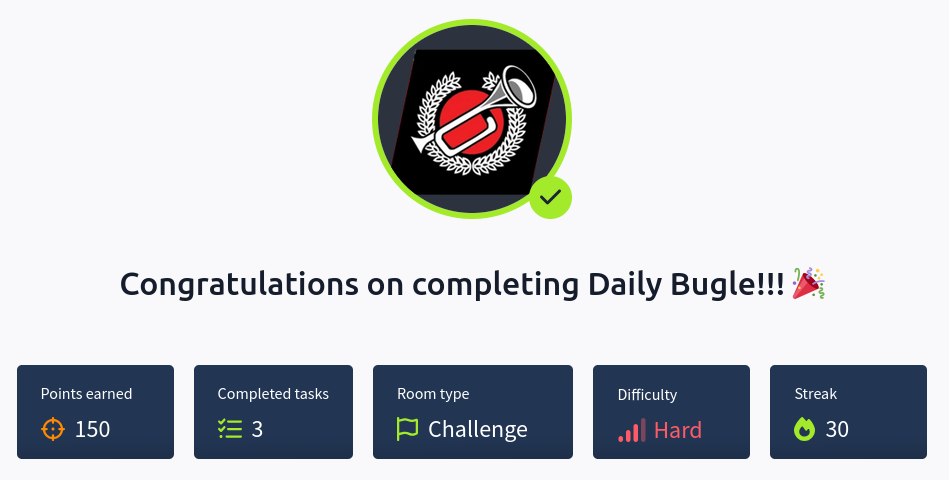 Congratulations on completing Daily Bugle!!! 🎉
Points earned
150
Completed tasks
3
Room type
Challenge
Difficulty
Hard
Streak
30